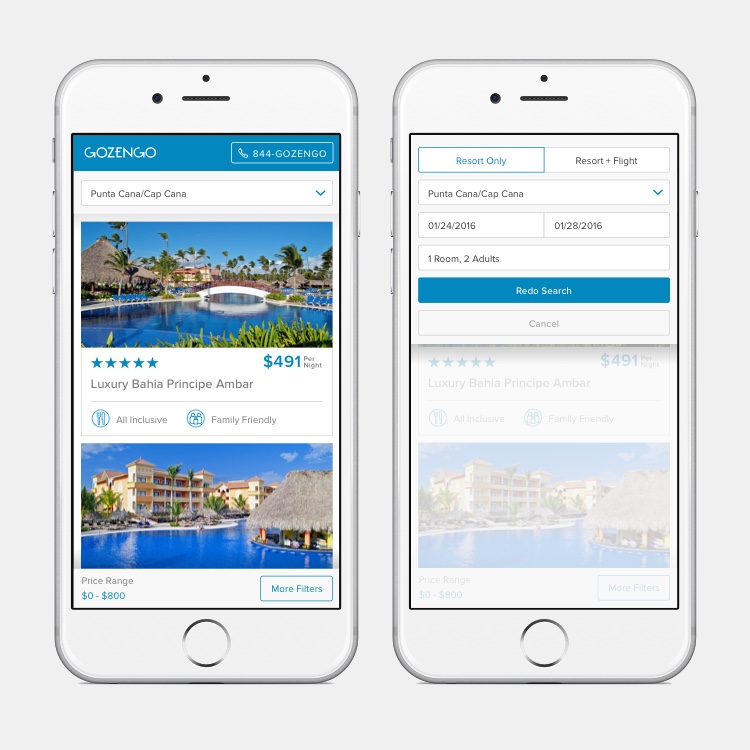 GOZENGO
844-GOZENGO
Punta Cana/Cap Cana
$491 Per Night
Luxury Bahia Principe Ambar
All Inclusive
Family Friendly
Price Range
$0 - $800
More Filters
Resort Only
Resort + Flight
Punta Cana/Cap Cana
01/24/2016
01/28/2016
1 Room, 2 Adults
Redo Search
Cancel
$491 Per Night
Luxury Bahia Principe Ambar
All Inclusive
Family Friendly
Price Range
$0 - $800
More Filters